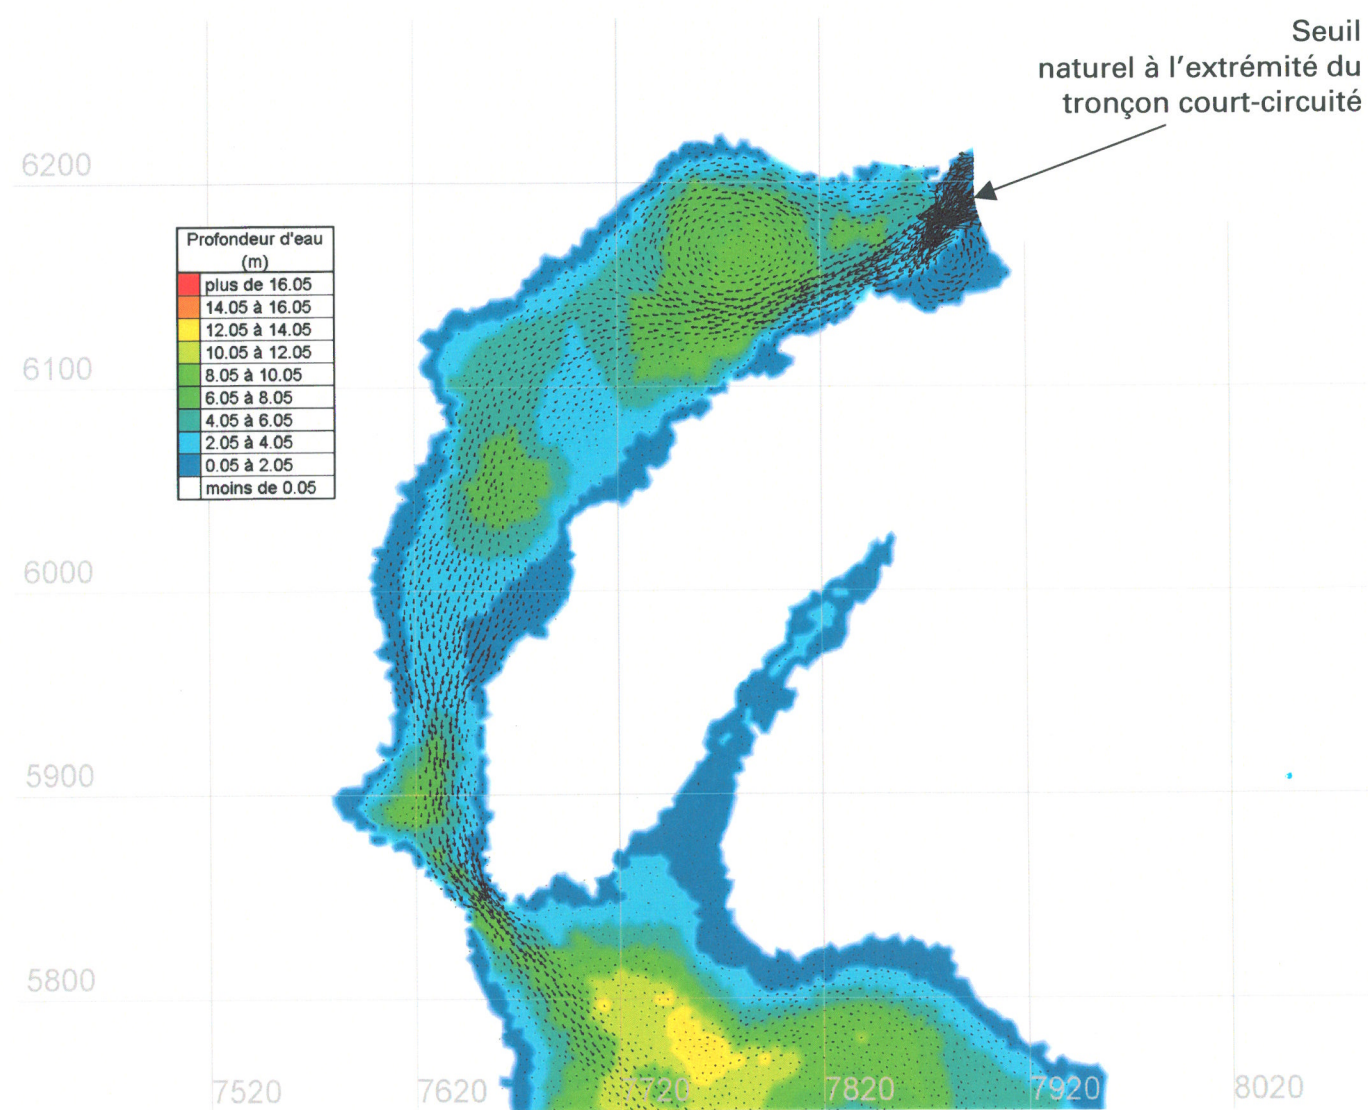 Seuil
naturel à l'extrémité du
tronçon court-circuité
6200
Profondeur d'eau
(m)
plus de 16.05
14.05 à 16.05
12.05 à 14.05
10.05 à 12.05
8.05 à 10.05
6.05 à 8.05
4.05 à 6.05
2.05 à 4.05
0.05 à 2.05
moins de 0.05
6100
6000
5900
5800
7520 7620 7720 7820 7920 8020